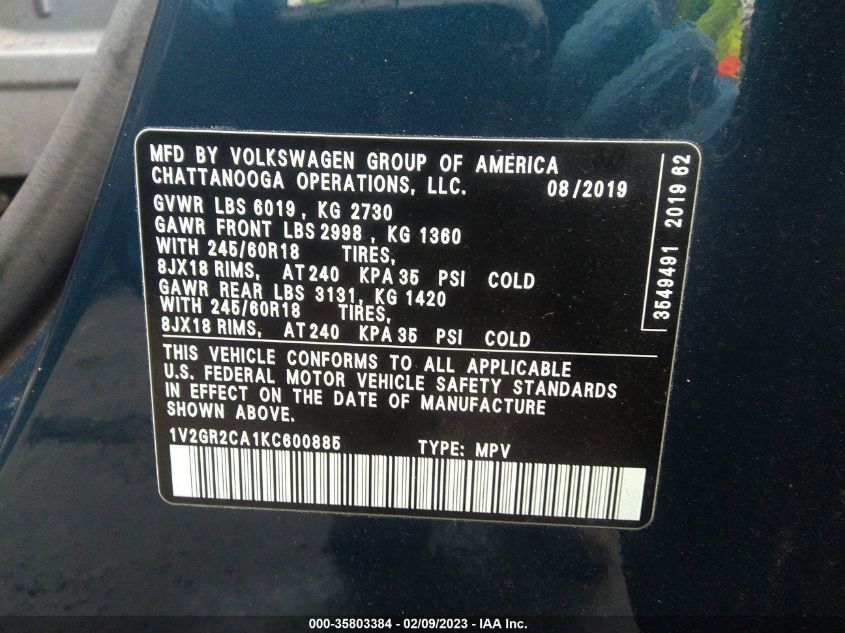 MFD BY VOLKSWAGEN GROUP OF AMERICA
CHATTANOOGA OPERATIONS, LLC. 08/2019
GVWR LBS 6019, KG 2730
GAWR FRONT LBS 2998, KG 1360
WITH 245/60R18 TIRES,
8JX18 RIMS, AT 240 KPA 35 PSI COLD
GAWR REAR LBS 3131, KG 1420
WITH 245/60R18 TIRES,
8JX18 RIMS, AT 240 KPA 35 PSI COLD
THIS VEHICLE CONFORMS TO ALL APPLICABLE
U.S. FEDERAL MOTOR VEHICLE SAFETY STANDARDS
IN EFFECT ON THE DATE OF MANUFACTURE
SHOWN ABOVE.
1V2GR2CA1KC600885 TYPE: MPV
3549491 2019 62
000-35803384 - 02/09/2023 - IAA Inc.